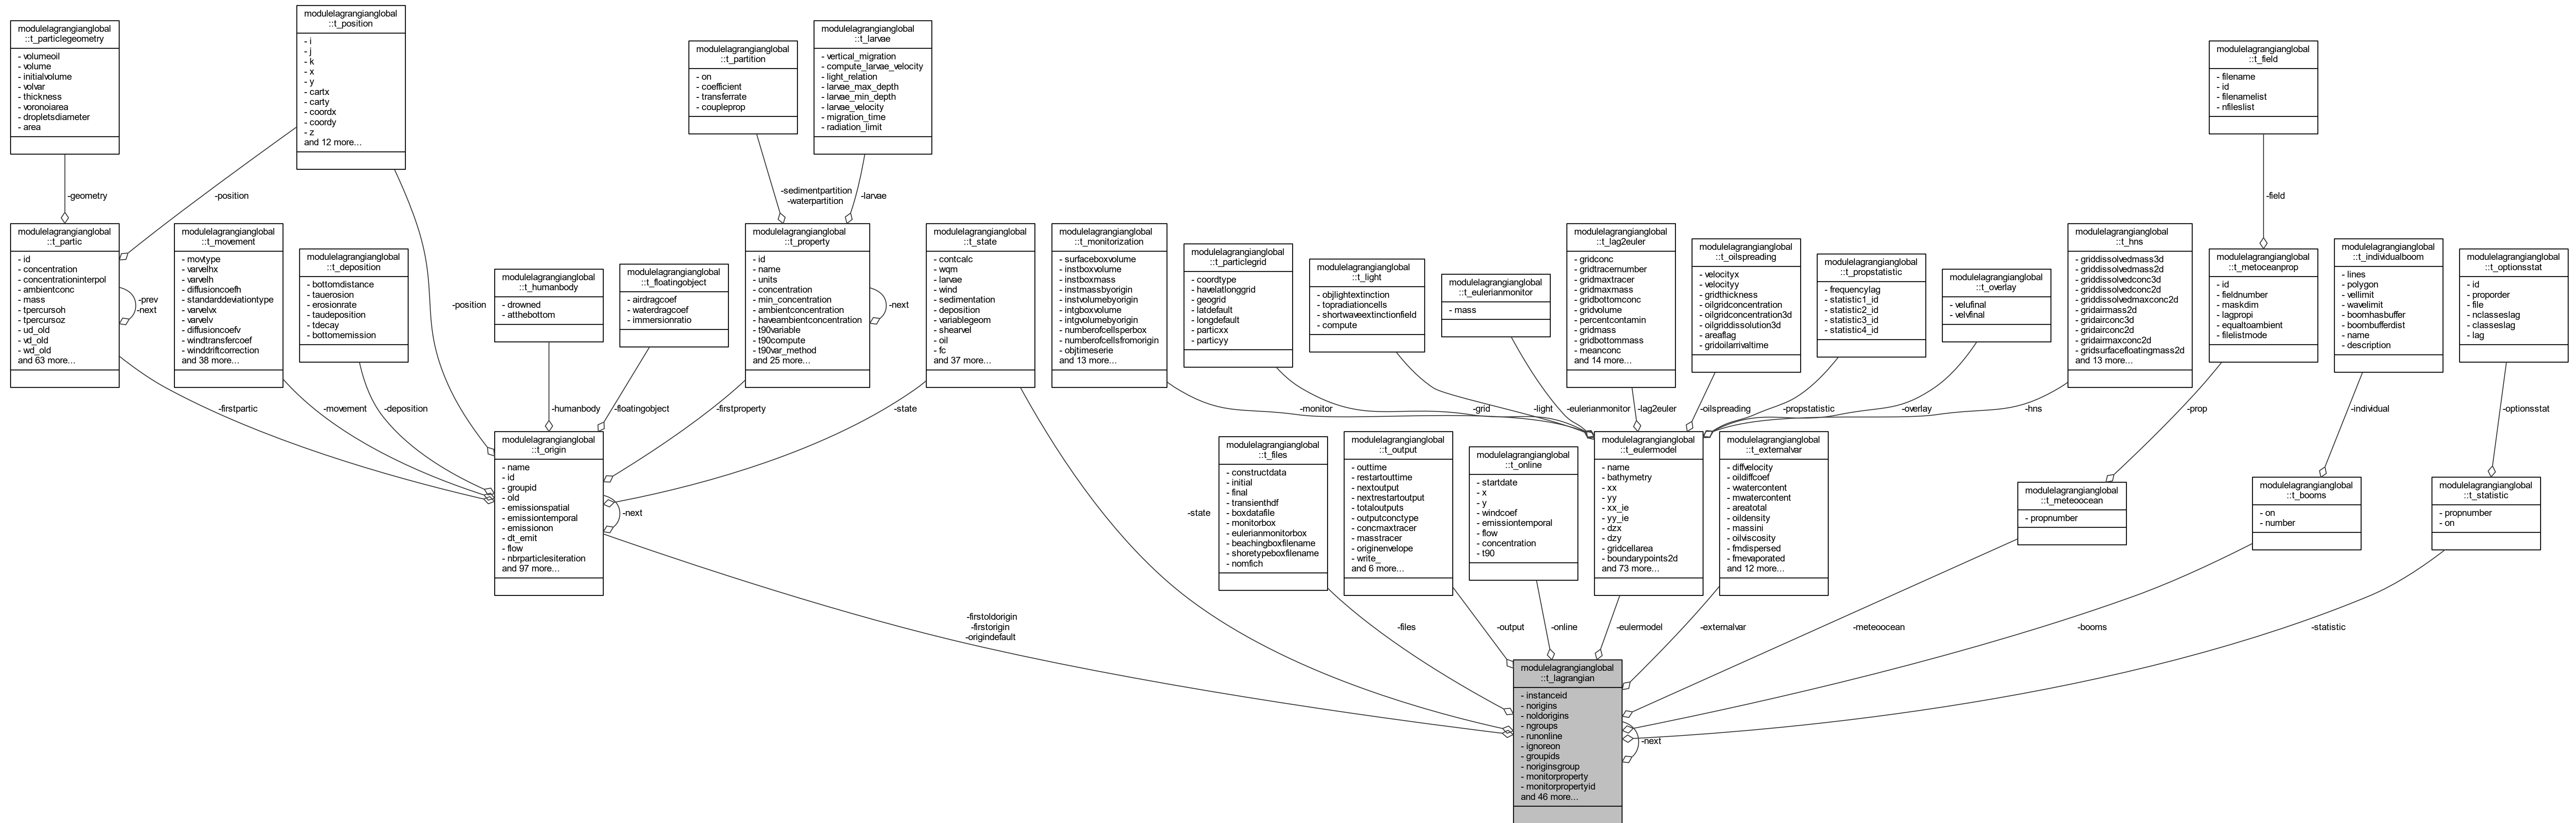 modulelagrangianglobal
::t_particlegeometry
- volumeoil
- volume
- initialvolume
- volvar
- thickness
- voronoiarea
- dropletsdiameter
- area
modulelagrangianglobal
::t_position
- i
- j
- k
- x
- y
- cartx
- carty
- coordx
- coordy
- z
and 12 more...
modulelagrangianglobal
::t_partition
- on
- coefficient
- transferrate
- coupleprop
modulelagrangianglobal
::t_larvae
- vertical_migration
- compute_larvae_velocity
- light_relation
- larvae_max_depth
- larvae_min_depth
- larvae_velocity
- migration_time
- radiation_limit
modulelagrangianglobal
::t_field
- filename
- id
- filenamelist
- nfileslist
-geometry
-position
-sedimentpartition
-waterpartition
-larvae
-field
modulelagrangianglobal
::t_partic
- id
- concentration
- concentrationinterpol
- ambientconc
- mass
- tpercursoh
- tpercursoz
- ud_old
- vd_old
- wd_old
and 63 more...
-prev
-next
modulelagrangianglobal
::t_movement
- movtype
- varvelhx
- varvelh
- diffusioncoefh
- standarddeviationtype
- varvelvx
- varvelv
- diffusioncoefv
- windtransfercoef
- winddriftcorrection
and 38 more...
modulelagrangianglobal
::t_deposition
- bottomdistance
- tauerosion
- erosionrate
- taudeposition
- tdecay
- bottomemission
-position
modulelagrangianglobal
::t_humanbody
- drowned
- atthebottom
modulelagrangianglobal
::t_floatingobject
- airdragcoef
- waterdragcoef
- immersionratio
modulelagrangianglobal
::t_property
- id
- name
- units
- concentration
- min_concentration
- ambientconcentration
- haveambientconcentration
- t90variable
- t90compute
- t90var_method
and 25 more...
-next
modulelagrangianglobal
::t_state
- contcalc
- wqm
- larvae
- wind
- sedimentation
- deposition
- variablegeom
- shearvel
- oil
- fc
and 37 more...
modulelagrangianglobal
::t_monitorization
- surfaceboxvolume
- instboxvolume
- instboxmass
- instmassbyorigin
- instvolumebyorigin
- intgboxvolume
- intgvolumebyorigin
- numberofcellsperbox
- numberofcellsfromorigin
- objtimeserie
and 13 more...
modulelagrangianglobal
::t_particlegrid
- coordtype
- havelatlonggrid
- geogrid
- latdefault
- longdefault
- particxx
- particyy
modulelagrangianglobal
::t_light
- objlightextinction
- topradiationcells
- shortwaveextinctionfield
- compute
modulelagrangianglobal
::t_eulerianmonitor
- mass
modulelagrangianglobal
::t_lag2euler
- gridconc
- gridtracernumber
- gridmaxtracer
- gridmaxmass
- gridbottomconc
- gridvolume
- percentcontamin
- gridmass
- gridbottommass
- meanconc
and 14 more...
modulelagrangianglobal
::t_oilspreading
- velocityx
- velocityy
- gridthickness
- oilgridconcentration
- oilgridconcentration3d
- oilgriddissolution3d
- areaflag
- gridoilarrivaltime
modulelagrangianglobal
::t_propstatistic
- frequencylag
- statistic1_id
- statistic2_id
- statistic3_id
- statistic4_id
modulelagrangianglobal
::t_overlay
- velufinal
- velvfinal
modulelagrangianglobal
::t_hns
- griddissolvedmass3d
- griddissolvedmass2d
- griddissolvedconc3d
- griddissolvedconc2d
- griddissolvedmaxconc2d
- gridairmass2d
- gridairconc3d
- gridairconc2d
- gridairmaxconc2d
- gridsurfacefloatingmass2d
and 13 more...
modulelagrangianglobal
::t_metoceanprop
- id
- fieldnumber
- maskdim
- lagpropi
- equaltoambient
- filelistmode
modulelagrangianglobal
::t_individualboom
- lines
- polygon
- vellimit
- wavelimit
- boomhasbuffer
- boombufferdist
- name
- description
modulelagrangianglobal
::t_optionsstat
- id
- proporder
- file
- nclasseslag
- classeslag
- lag
-firstpartic
-movement
-deposition
-humanbody
-floatingobject
-firstproperty
-state
-monitor
-grid
-light
-eulerianmonitor
-lag2euler
-oilspreading
-propstatistic
-overlay
-hns
-prop
-individual
-optionsstat
modulelagrangianglobal
::t_origin
- name
- id
- groupid
- old
- emissionspatial
- emissiontemporal
- emissionon
- dt_emit
- flow
- nbrparticlesiteration
and 97 more...
-next
-state
modulelagrangianglobal
::t_files
- constructdata
- initial
- final
- transienthdf
- boxdatafile
- monitorbox
- eulerianmonitorbox
- beachingboxfilename
- shoretypeboxfilename
- nomfich
modulelagrangianglobal
::t_output
- outtime
- restartouttime
- nextoutput
- nextrestartoutput
- totaloutputs
- outputconctype
- concmaxtracer
- masstracer
- originenvelope
- write_
and 6 more...
modulelagrangianglobal
::t_online
- startdate
- x
- y
- windcoef
- emissiontemporal
- flow
- concentration
- t90
modulelagrangianglobal
::t_eulermodel
- name
- bathymetry
- xx
- yy
- xx_ie
- yy_ie
- dzx
- dzy
- gridcellarea
- boundarypoints2d
and 73 more...
modulelagrangianglobal
::t_externalvar
- diffvelocity
- oildiffcoef
- wwatercontent
- mwatercontent
- areatotal
- oildensity
- massini
- oilviscosity
- fmdispersed
- fmevaporated
and 12 more...
modulelagrangianglobal
::t_meteoocean
- propnumber
modulelagrangianglobal
::t_booms
- on
- number
modulelagrangianglobal
::t_statistic
- propnumber
- on
-firstoldorigin
-firstorigin
-origindefault
-files
-output
-online
-eulermodel
-externalvar
-meteoocean
-booms
-statistic
modulelagrangianglobal
::t_lagrangian
- instanceid
- norigins
- noldorigins
- ngroups
- runonline
- ignoreon
- groupids
- noriginsgroup
- monitorproperty
- monitorpropertyid
and 46 more...
-next